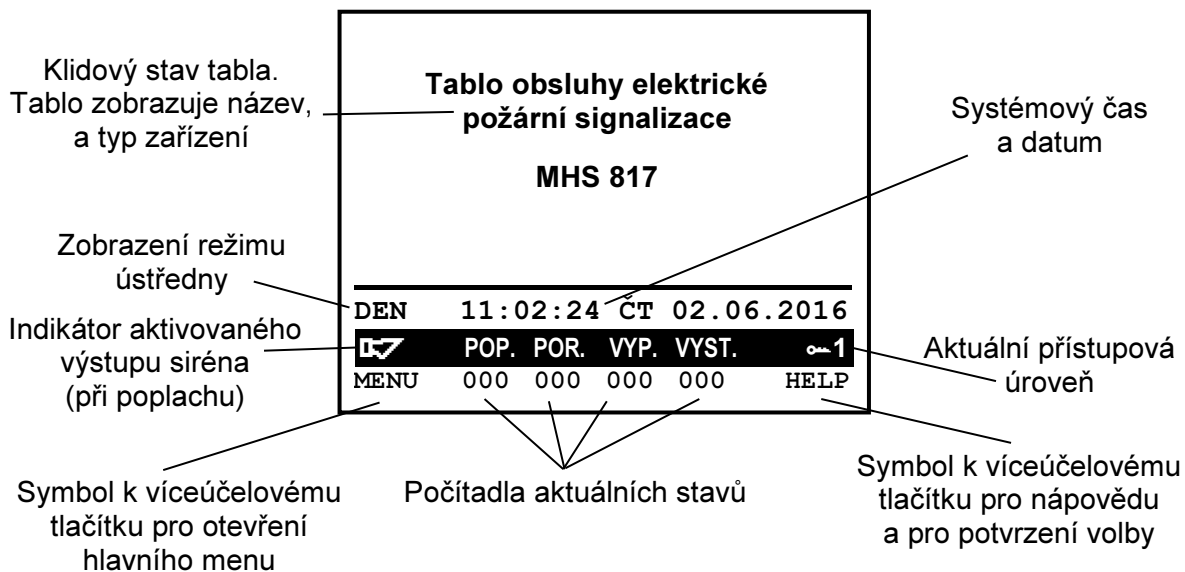 Klidový stav tabla.
Tablo zobrazuje název,
a typ zařízení
Tablo obsluhy elektrické
požární signalizace
MHS 817
Systémový čas
a datum
Zobrazení režimu
ústředny
DEN 11:02:24 ČT 02.06.2016
Indikátor aktivovaného
výstupu siréna
(při poplachu)
POP. POR. VYP. VYST. 1
MENU 000 000 000 000 HELP
Aktuální přístupová
úroveň
Symbol k víceúčelovému
tlačítku pro otevření
hlavního menu
Počítadla aktuálních stavů
Symbol k víceúčelovému
tlačítku pro nápovědu
a pro potvrzení volby